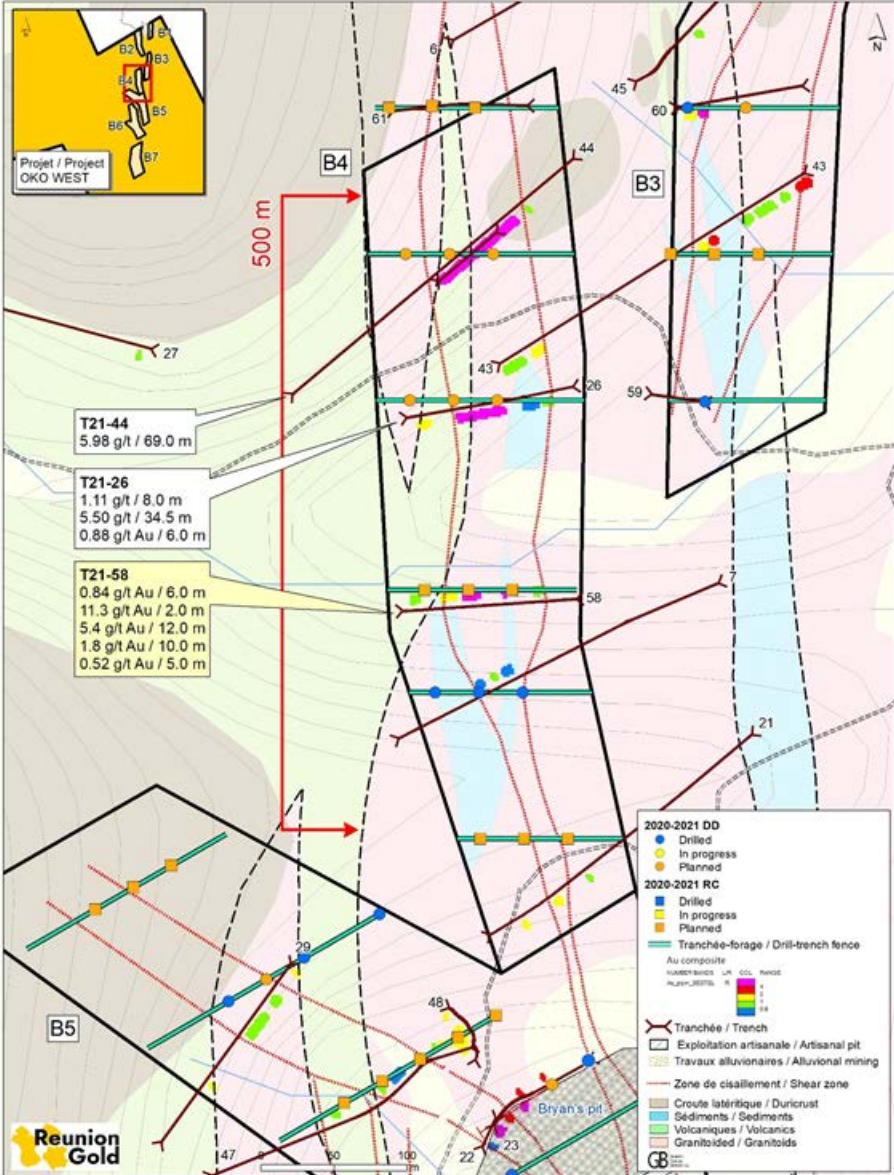 N
B1
B2
B3
B4
B5
B6
B7
Projet / Project
OKO WEST
6
45
N
61
60
B4
44
B3
43
500 m
27
43
26
59
T21-44
5.98 g/t / 69.0 m
T21-26
1.11 g/t / 8.0 m
5.50 g/t / 34.5 m
0.88 g/t Au / 6.0 m
T21-58
0.84 g/t Au / 6.0 m
11.3 g/t Au / 2.0 m
5.4 g/t Au / 12.0 m
1.8 g/t Au / 10.0 m
0.52 g/t Au / 5.0 m
58
7
21
29
48
B5
Bryan's pit
47
22
23
0
50
100
m
Reunion
Gold
2020-2021 DD
Drilled
In progress
Planned
2020-2021 RC
Drilled
In progress
Planned
Tranchée-forage / Drill-trench fence
Au composite
COL RANGE
Tranchée / Trench
Exploitation artisanale / Artisanal pit
Travaux alluvionaires / Alluvional mining
Zone de cisaillement / Shear zone
Croute latéritique / Duricrust
Sédiments / Sediments
Volcaniques / Volcanics
Granitoided / Granitoids